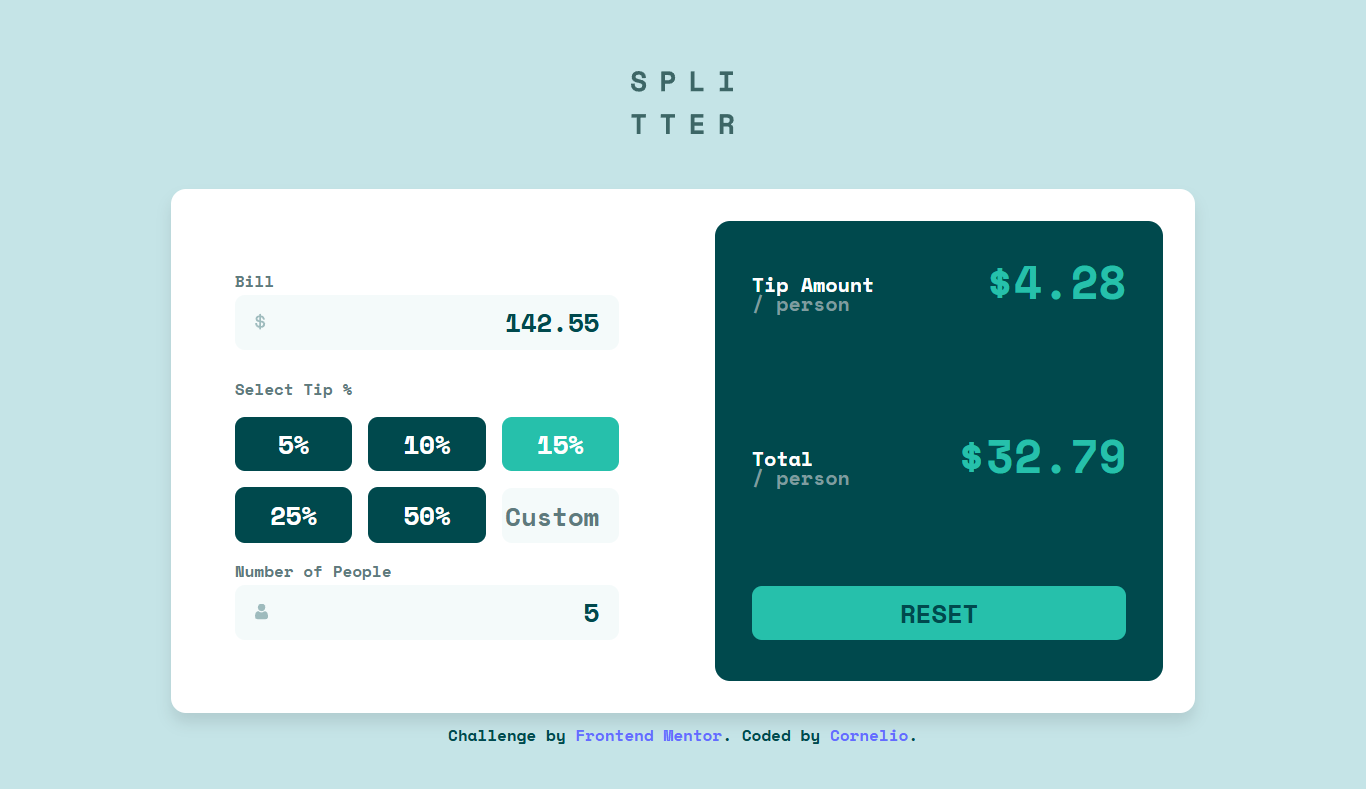 SPLI
TTER
Bill
$ 142.55
Select Tip %
5% 10% 15%
25% 50% Custom
Number of People
5
Tip Amount $4.28
/ person
Total $32.79
/ person
RESET
Challenge by Frontend Mentor. Coded by Cornelio.